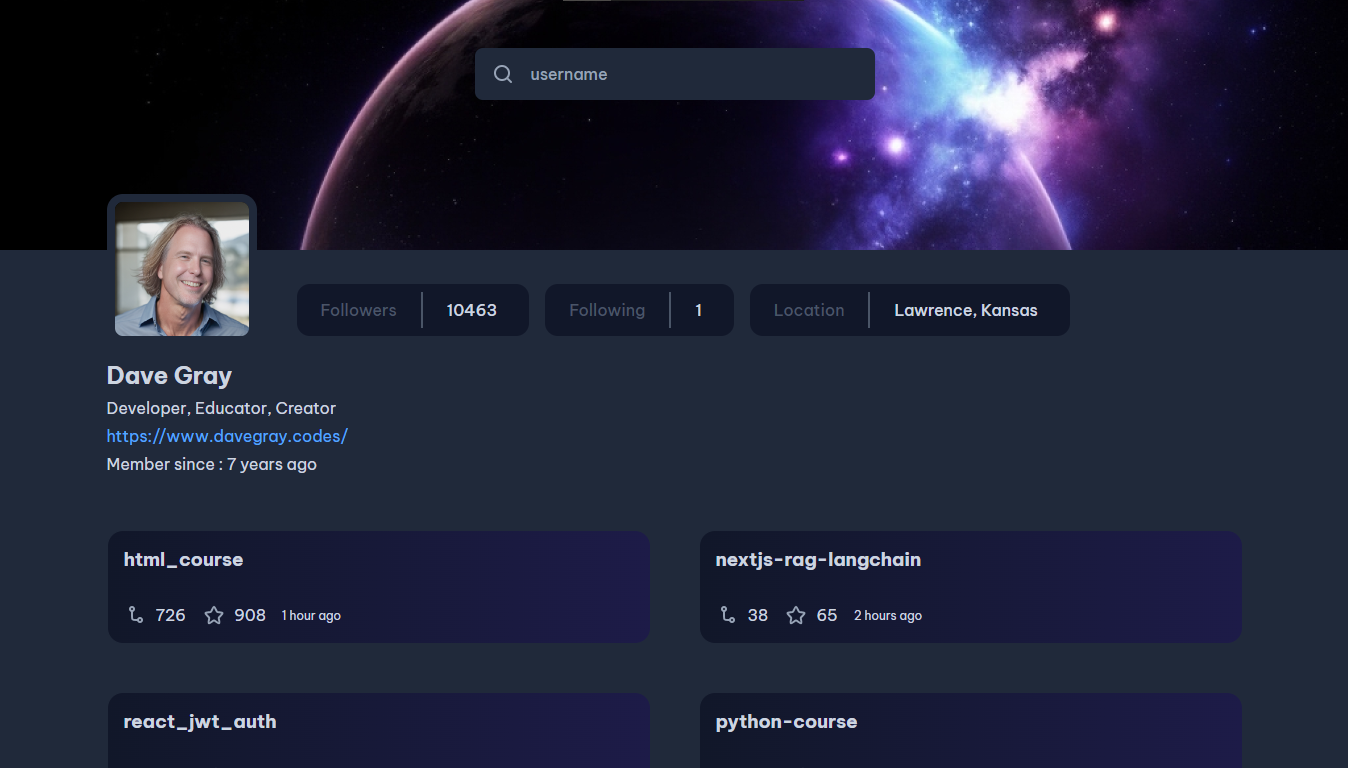 username
Followers 10463 Following 1 Location Lawrence, Kansas
Dave Gray
Developer, Educator, Creator
https://www.davegray.codes/
Member since : 7 years ago
html_course
726 908 1 hour ago
nextjs-rag-langchain
38 65 2 hours ago
react_jwt_auth
python-course